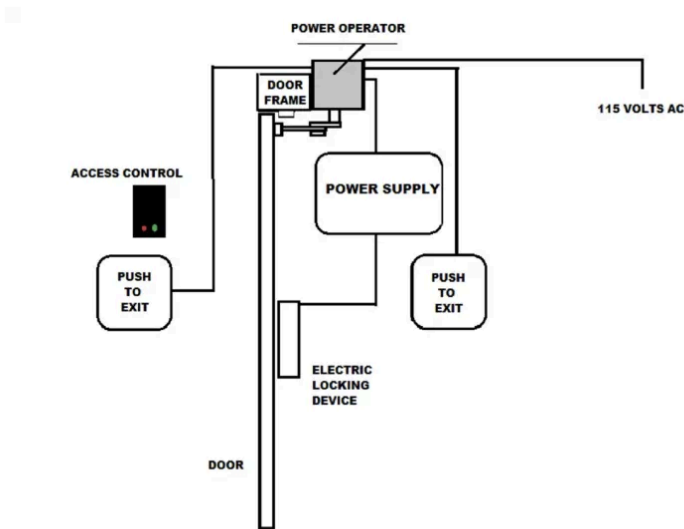 POWER OPERATOR
DOOR
FRAME
115 VOLTS AC
ACCESS CONTROL
POWER SUPPLY
PUSH
TO
EXIT
PUSH
TO
EXIT
ELECTRIC
LOCKING
DEVICE
DOOR